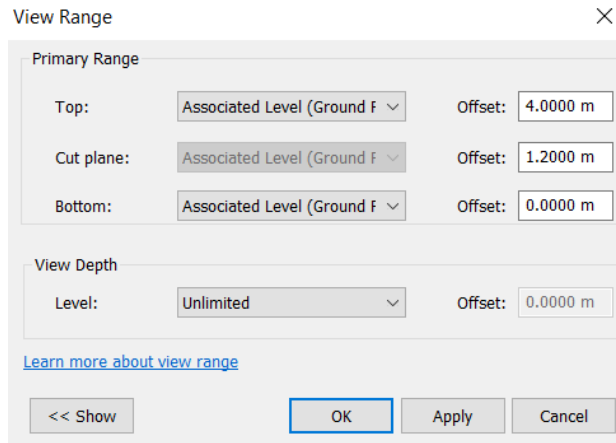 View Range
Primary Range
Top: Associated Level (Ground F Offset: 4.0000 m
Cut plane: Associated Level (Ground F Offset: 1.2000 m
Bottom: Associated Level (Ground F Offset: 0.0000 m
View Depth
Level: Unlimited Offset: 0.0000 m
Learn more about view range
<< Show OK Apply Cancel